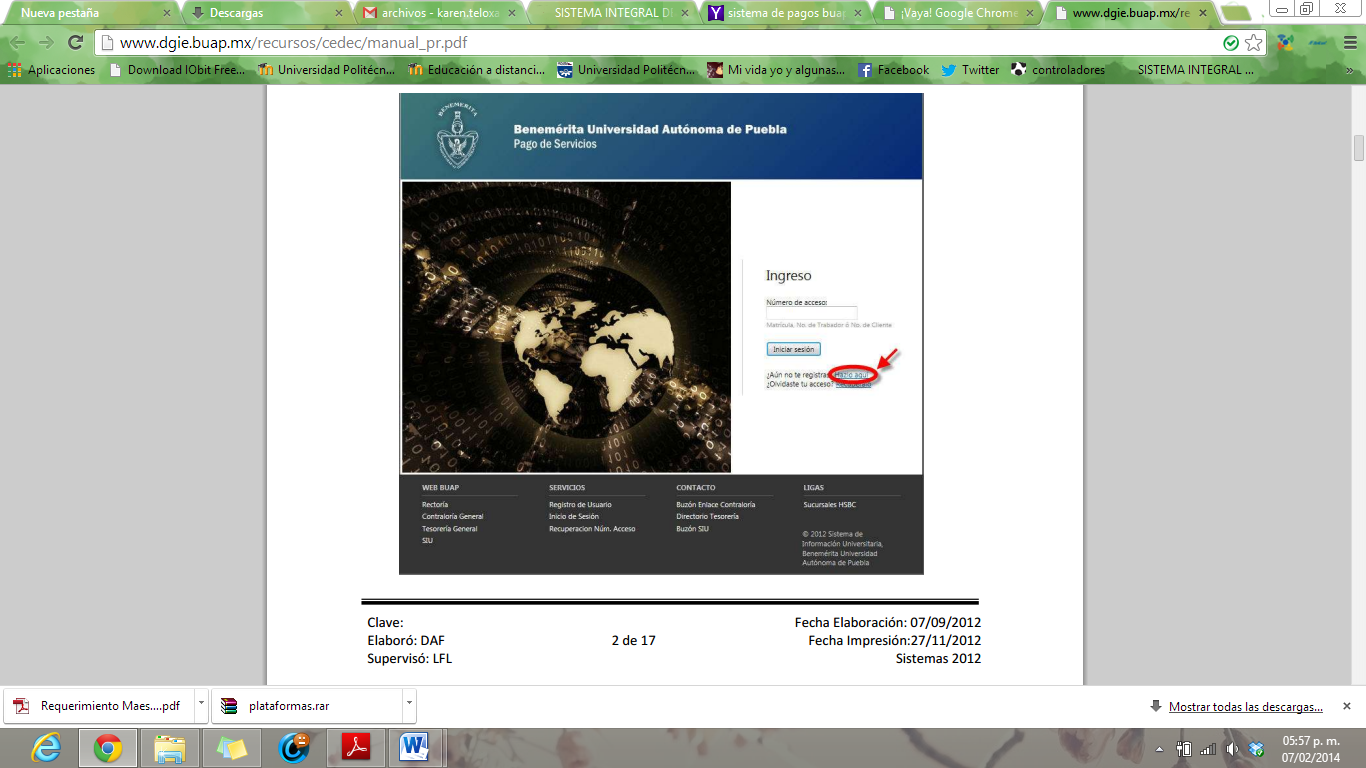 Nueva pestaña
Descargas
archivos - karen.teloxa
SISTEMA INTEGRAL D
sistema de pagos buap
¡Vaya! Google Chrome
www.dgie.buap.mx/re
www.dgie.buap.mx/recursos/cedec/manual_pr.pdf
Aplicaciones
Download IObit Free...
Universidad Politécn...
Educación a distanci...
Universidad Politécn...
Mi vida yo y algunas...
Facebook
Twitter
controladores
SISTEMA INTEGRAL ...
»
BENEMERITA
Benemérita Universidad Autónoma de Puebla
Pago de Servicios
Ingreso
Número de acceso:
Matrícula, No. de Trabador ó No. de Cliente
Iniciar sesión
¿Aún no te registras Hazlo aquí
¿Olvidaste tu acceso?
WEB BUAP
Rectoría
Contraloría General
Tesorería General
SIU
SERVICIOS
Registro de Usuario
Inicio de Sesión
Recuperacion Núm. Acceso
CONTACTO
Buzón Enlace Contraloría
Directorio Tesorería
Buzón SIU
LIGAS
Sucursales HSBC
© 2012 Sistema de
Información Universitaria,
Benemérita Universidad
Autónoma de Puebla
Clave:
Elaboró: DAF
Supervisó: LFL
2 de 17
Fecha Elaboración: 07/09/2012
Fecha Impresión:27/11/2012
Sistemas 2012
Requerimiento Maes....pdf
plataformas.rar
Mostrar todas las descargas...
05:57 p. m.
07/02/2014